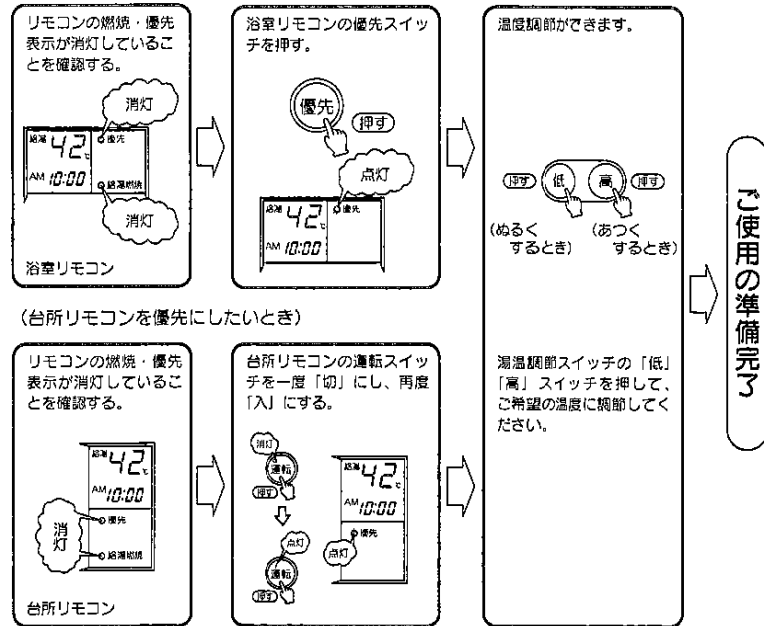 リモコンの燃焼・優先
表示が消灯しているこ
とを確認する。
消灯
給湯 42℃ 優先
AM 10:00 給湯燃焼
消灯
浴室リモコン
浴室リモコンの優先スイッ
チを押す。
優先
押す
点灯
給湯 42℃ 優先
AM 10:00
温度調節ができます。
押す 低 高 押す
(ぬるく
するとき)
(あつく
するとき)
(台所リモコンを優先にしたいとき)
リモコンの燃焼・優先
表示が消灯しているこ
とを確認する。
給湯 42℃
AM 10:00
優先
消灯
給湯燃焼
台所リモコン
台所リモコンの運転スイッ
チを一度「切」にし、再度
「入」にする。
消灯
運転
押す
点灯
運転
押す
給湯 42℃
AM 10:00
優先
点灯
湯温調節スイッチの「低」
「高」スイッチを押して、
ご希望の温度に調節してく
ださい。
ご使用の準備完了